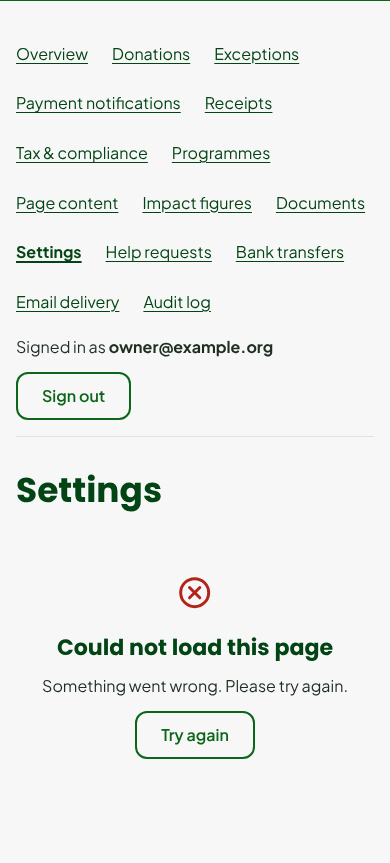 Overview Donations Exceptions
Payment notifications Receipts
Tax & compliance Programmes
Page content Impact figures Documents
Settings Help requests Bank transfers
Email delivery Audit log
Signed in as owner@example.org
Sign out
Settings
Could not load this page
Something went wrong. Please try again.
Try again